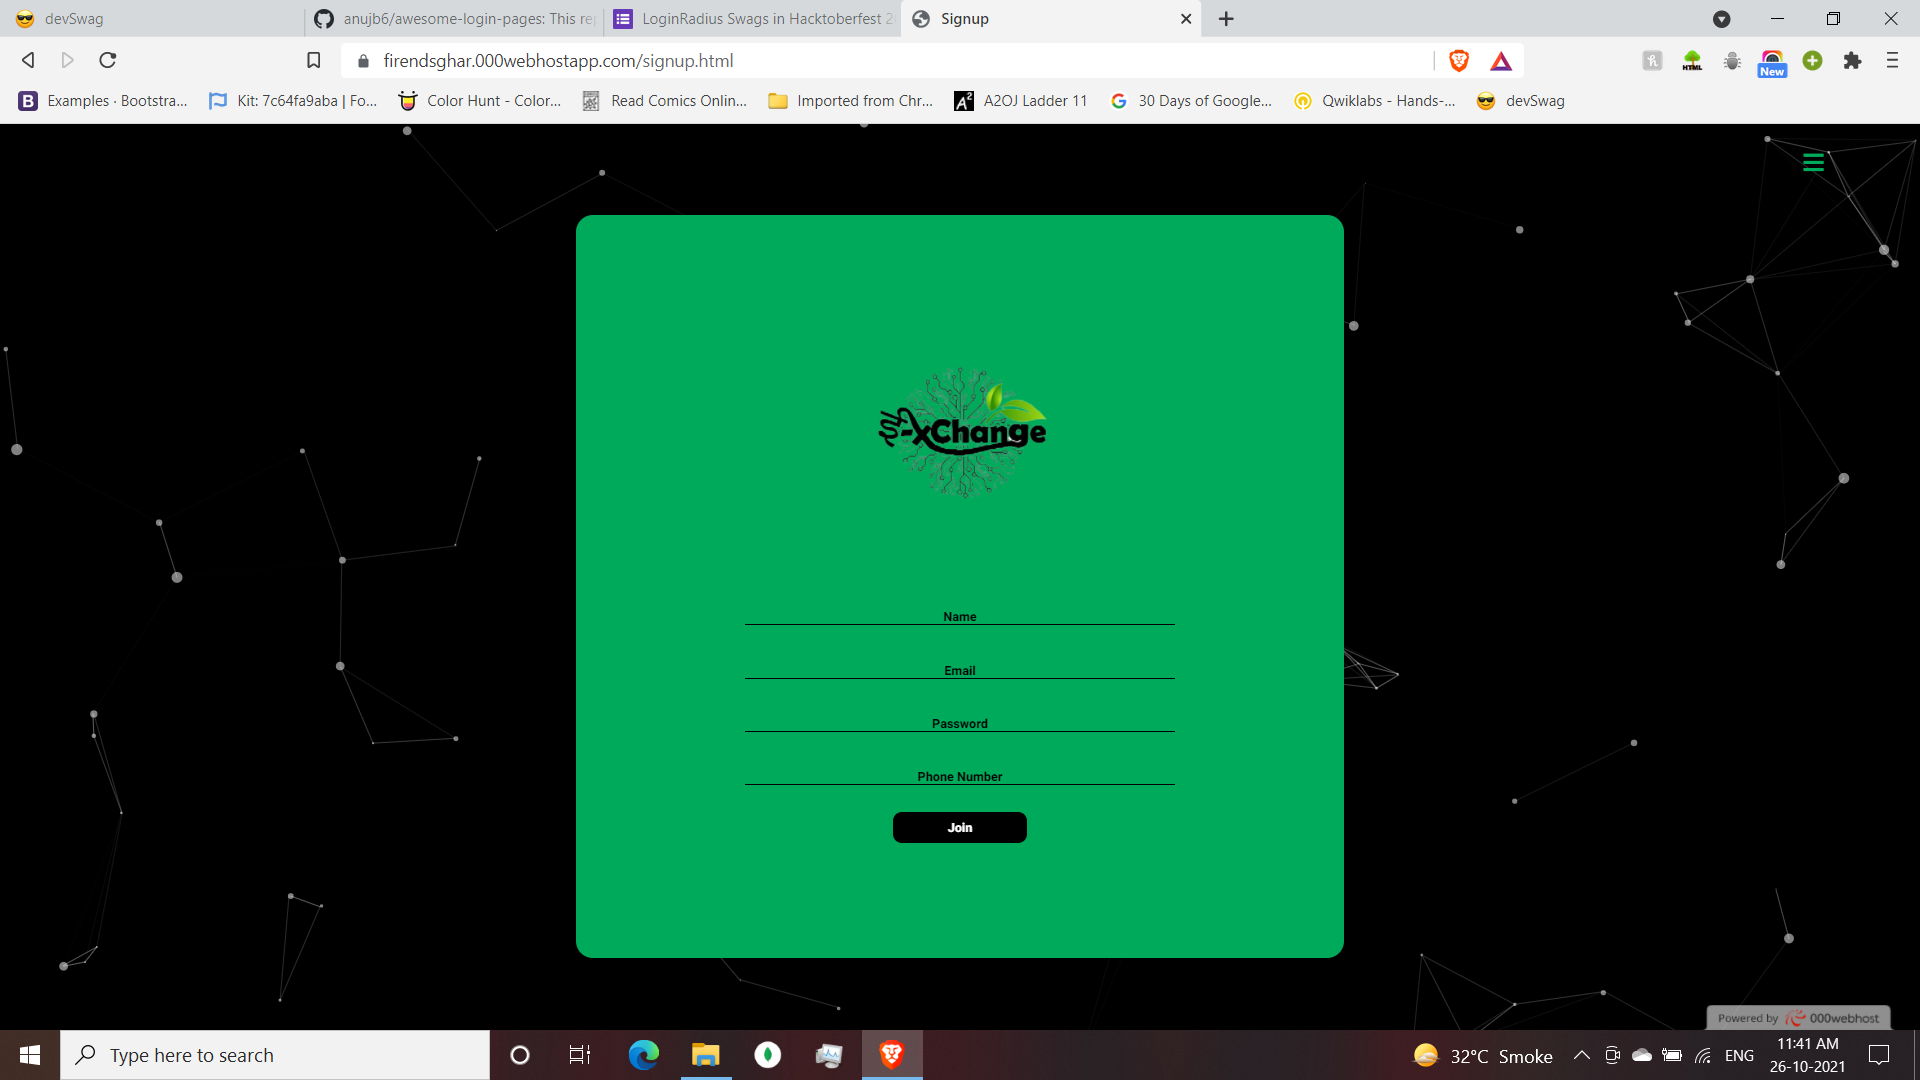 devSwag
anujb6/awesome-login-pages: This rep
LoginRadius Swags in Hacktoberfest 2
Signup
firendsghar.000webhostapp.com/signup.html
New
HTML
Examples · Bootstra...
Kit: 7c64fa9aba | Fo...
Color Hunt - Color...
Read Comics Onlin...
Imported from Chr...
A2OJ Ladder 11
30 Days of Google...
Qwiklabs - Hands-...
devSwag
-xChange
Name
Email
Password
Phone Number
Join
Powered by 000webhost
Type here to search
32°C Smoke
ENG
11:41 AM
26-10-2021